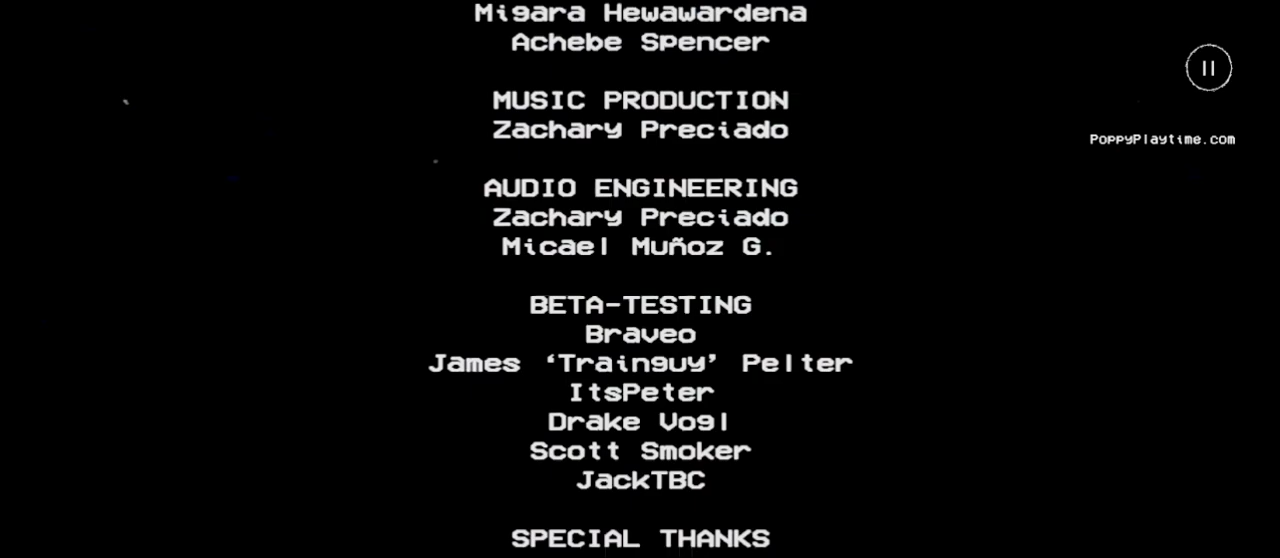 Migara Hewawardena
Achebe Spencer
MUSIC PRODUCTION
Zachary Preciado
PoppyPlaytime.com
AUDIO ENGINEERING
Zachary Preciado
Micael Muñoz G.
BETA-TESTING
Braveo
James ‘Trainguy’ Pelter
ItsPeter
Drake Vogl
Scott Smoker
JackTBC
SPECIAL THANKS